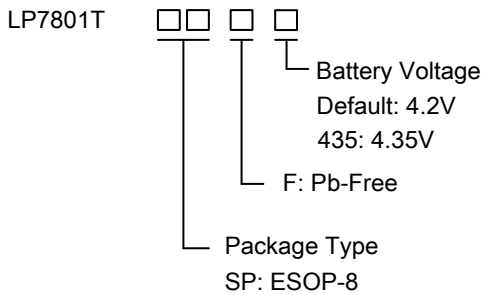 LP7801T □□ □ □
Battery Voltage
Default: 4.2V
435: 4.35V
F: Pb-Free
Package Type
SP: ESOP-8